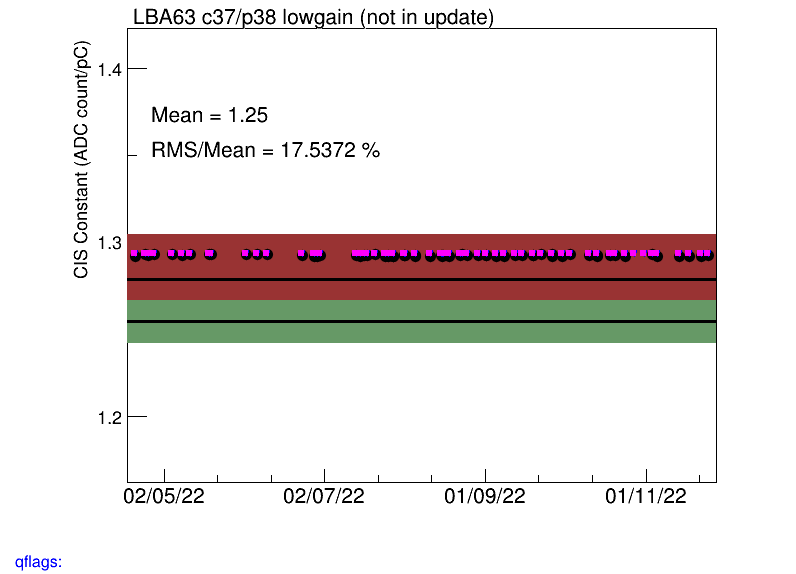 LBA63 c37/p38 lowgain (not in update)
CIS Constant (ADC count/pC)
1.4
Mean = 1.25
RMS/Mean = 17.5372 %
1.3
1.2
02/05/22 02/07/22 01/09/22 01/11/22
qflags: